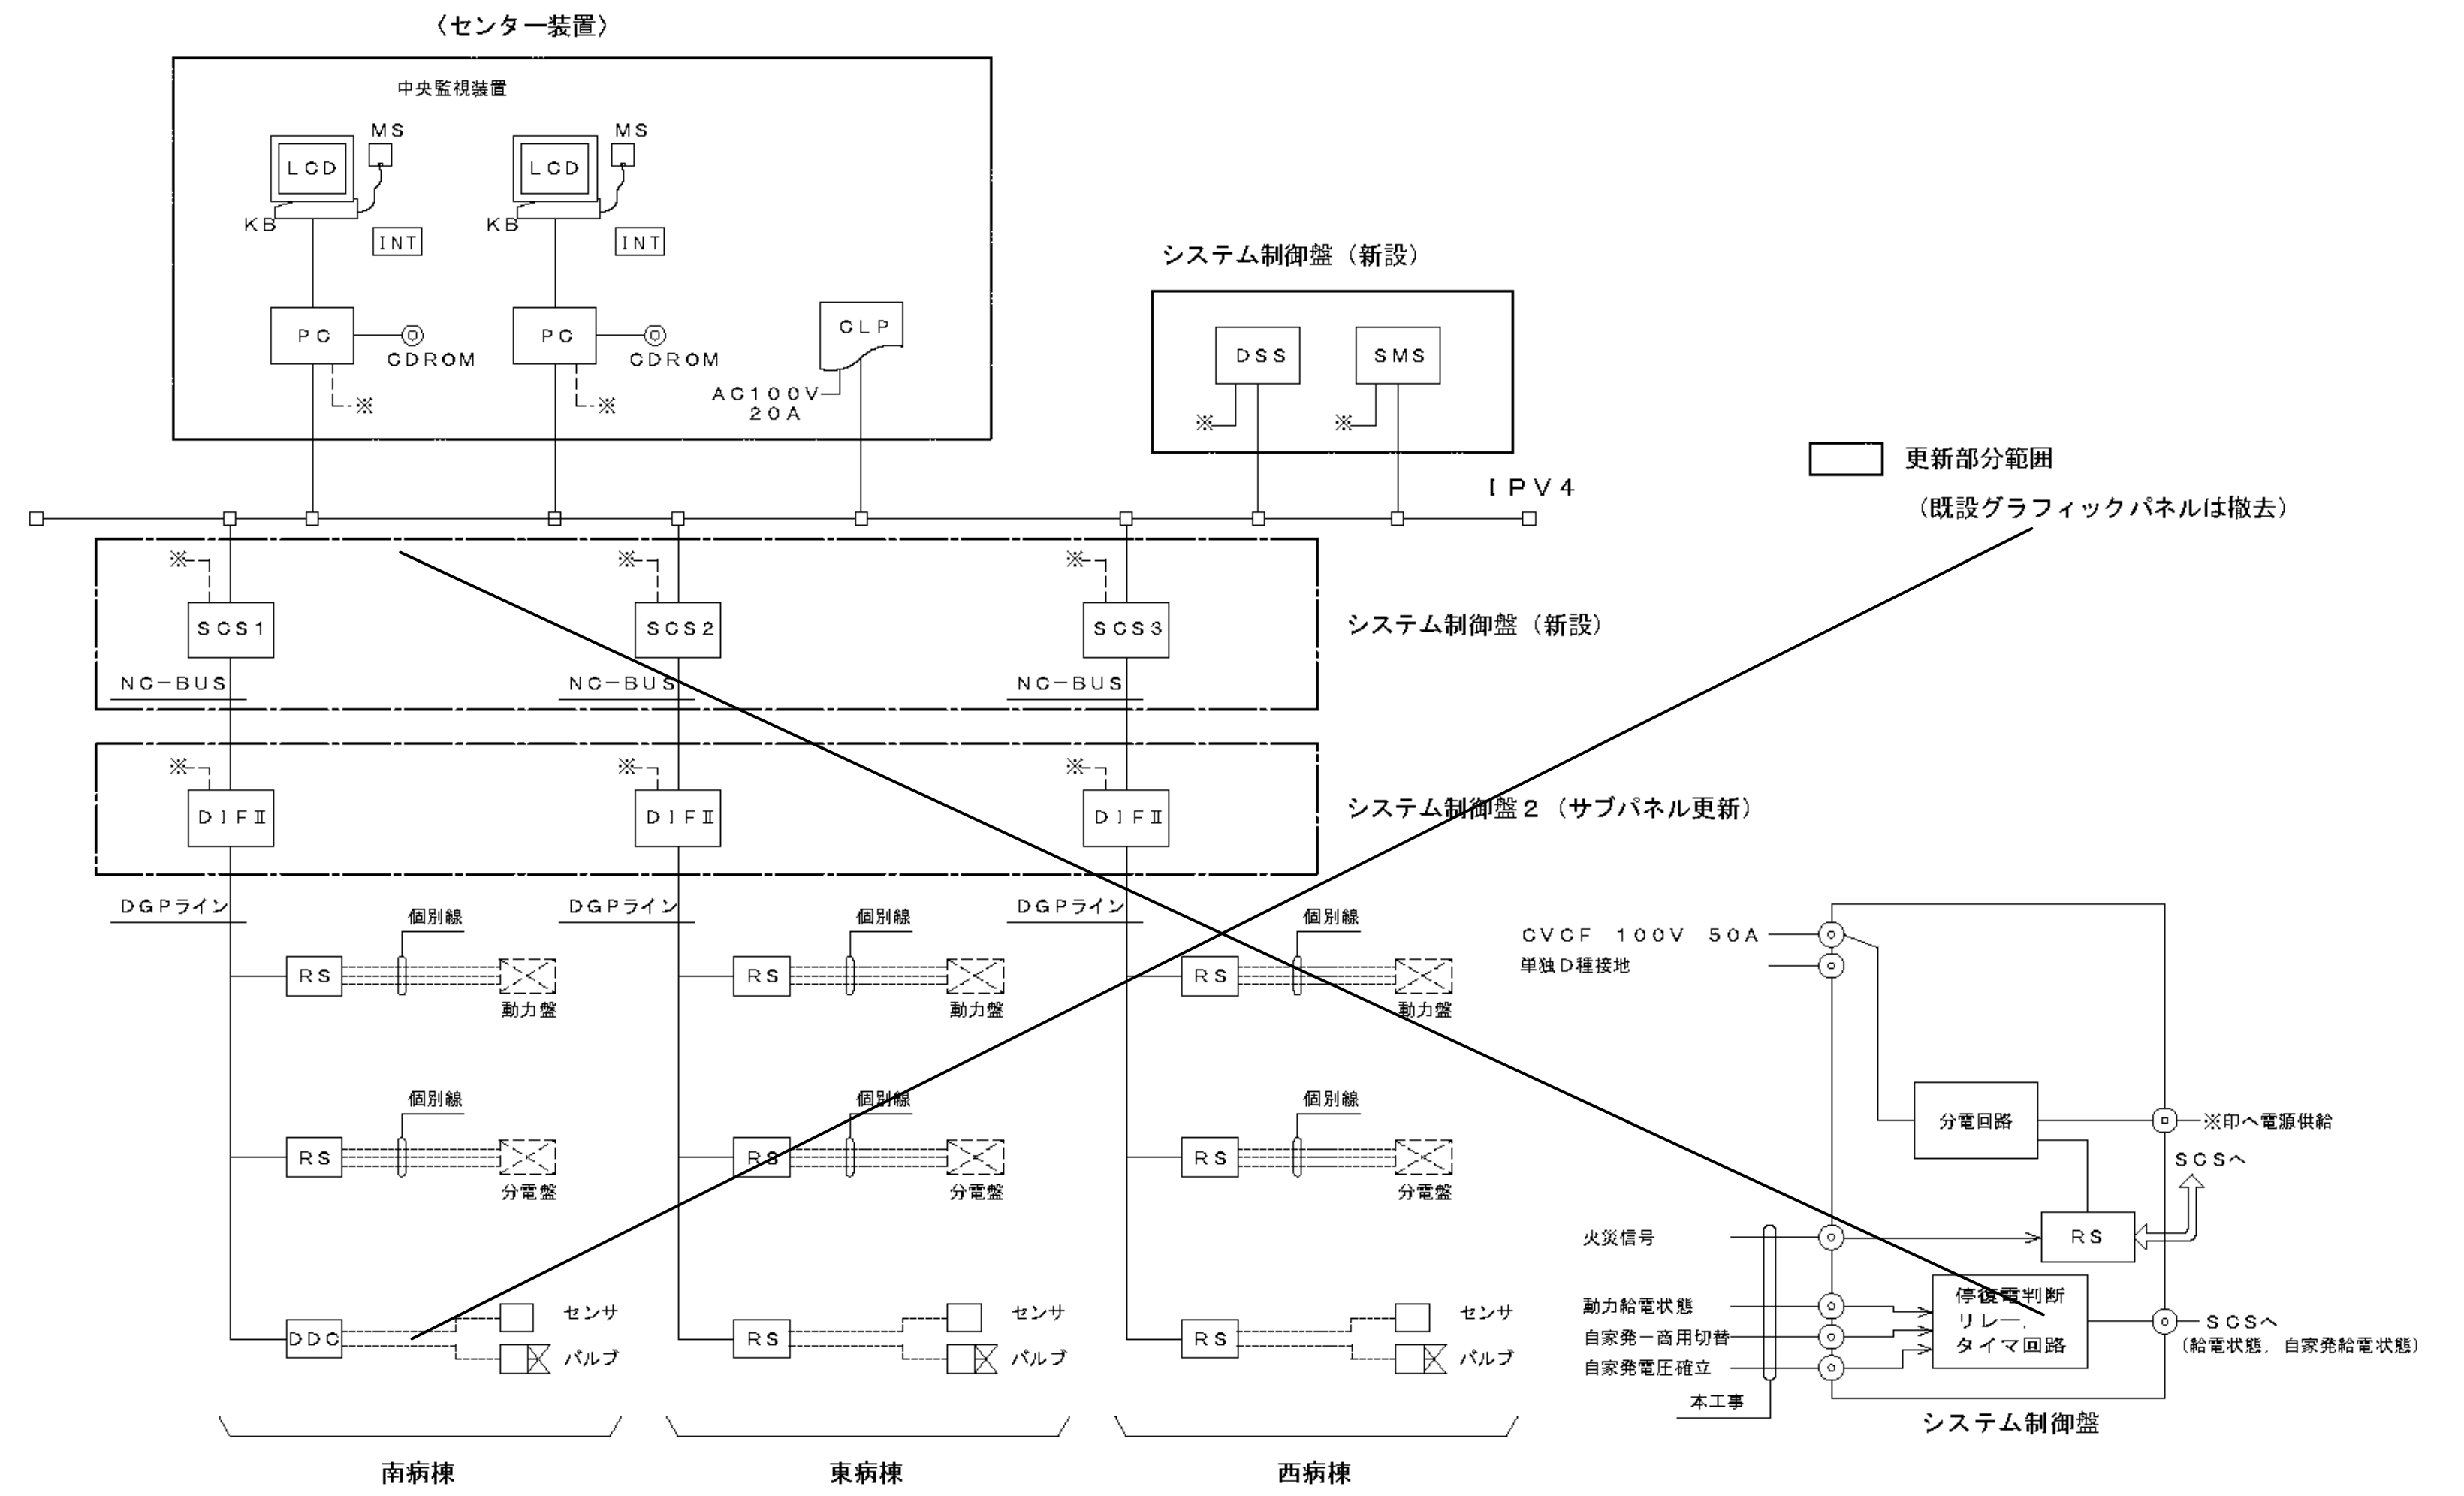 〈センター装置〉
中央監視装置
MS
MS
LCD
LCD
KB
KB
INT
INT
システム制御盤（新設）
PC
PC
CLP
CDROM
CDROM
DSS
SMS
AC100V
20A
※
※
※
※
更新部分範囲
IPV4
（既設グラフィックパネルは撤去）
※
※
※
SCS1
SCS2
SCS3
システム制御盤（新設）
NC－BUS
NC－BUS
NC－BUS
※
※
※
DIFⅡ
DIFⅡ
DIFⅡ
システム制御盤2（サブパネル更新）
DGPライン
DGPライン
DGPライン
個別線
個別線
個別線
RS
RS
RS
動力盤
動力盤
動力盤
個別線
個別線
個別線
RS
RS
RS
分電盤
分電盤
分電盤
センサ
センサ
センサ
DDC
RS
RS
バルブ
バルブ
バルブ
南病棟
東病棟
西病棟
CVCF 100V 50A
単独D種接地
分電回路
※印へ電源供給
SCSへ
火災信号
RS
動力給電状態
自家発－商用切替
自家発電圧確立
停復電判断
リレー，
タイマ回路
SCSへ
（給電状態，自家発給電状態）
本工事
システム制御盤